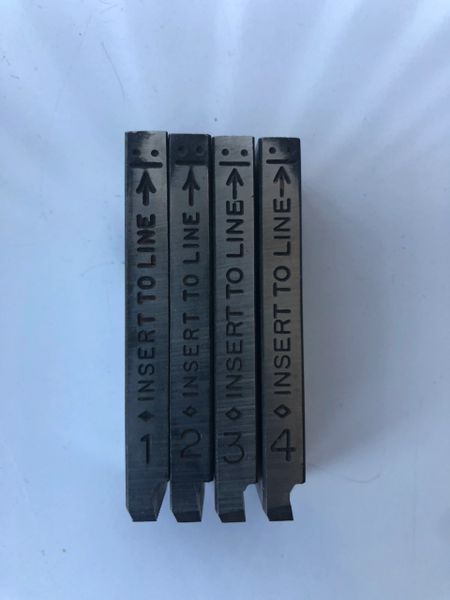 1 ◇ INSERT TO LINE →
2 ◇ INSERT TO LINE →
3 ◇ INSERT TO LINE →
4 ◇ INSERT TO LINE →